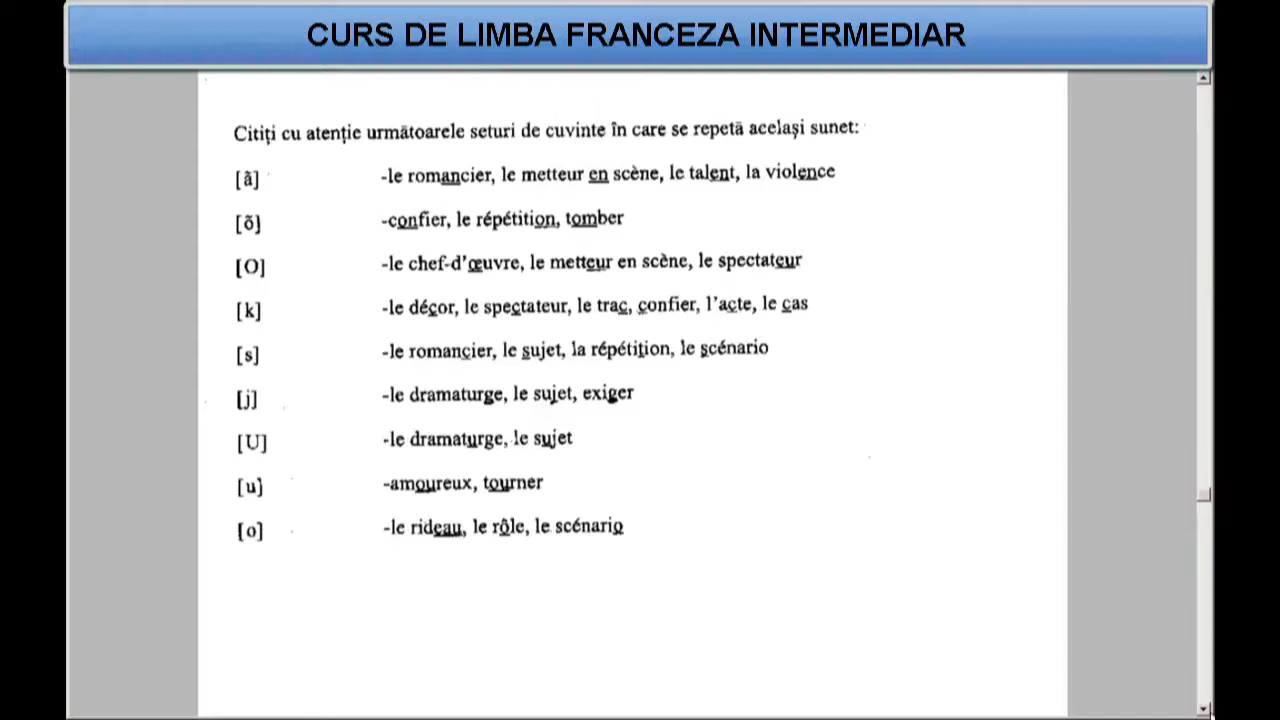 CURS DE LIMBA FRANCEZA INTERMEDIAR
Citiți cu atenție următoarele seturi de cuvinte în care se repetă același sunet:
[ã] -le romancier, le metteur en scène, le talent, la violence
[õ] -confier, le répétition, tomber
[O] -le chef-d’œuvre, le metteur en scène, le spectateur
[k] -le décor, le spectateur, le trac, confier, l’acte, le cas
[s] -le romancier, le sujet, la répétition, le scénario
[j] -le dramaturge, le sujet, exiger
[U] -le dramaturge, le sujet
[u] -amoureux, tourner
[o] -le rideau, le rôle, le scénario